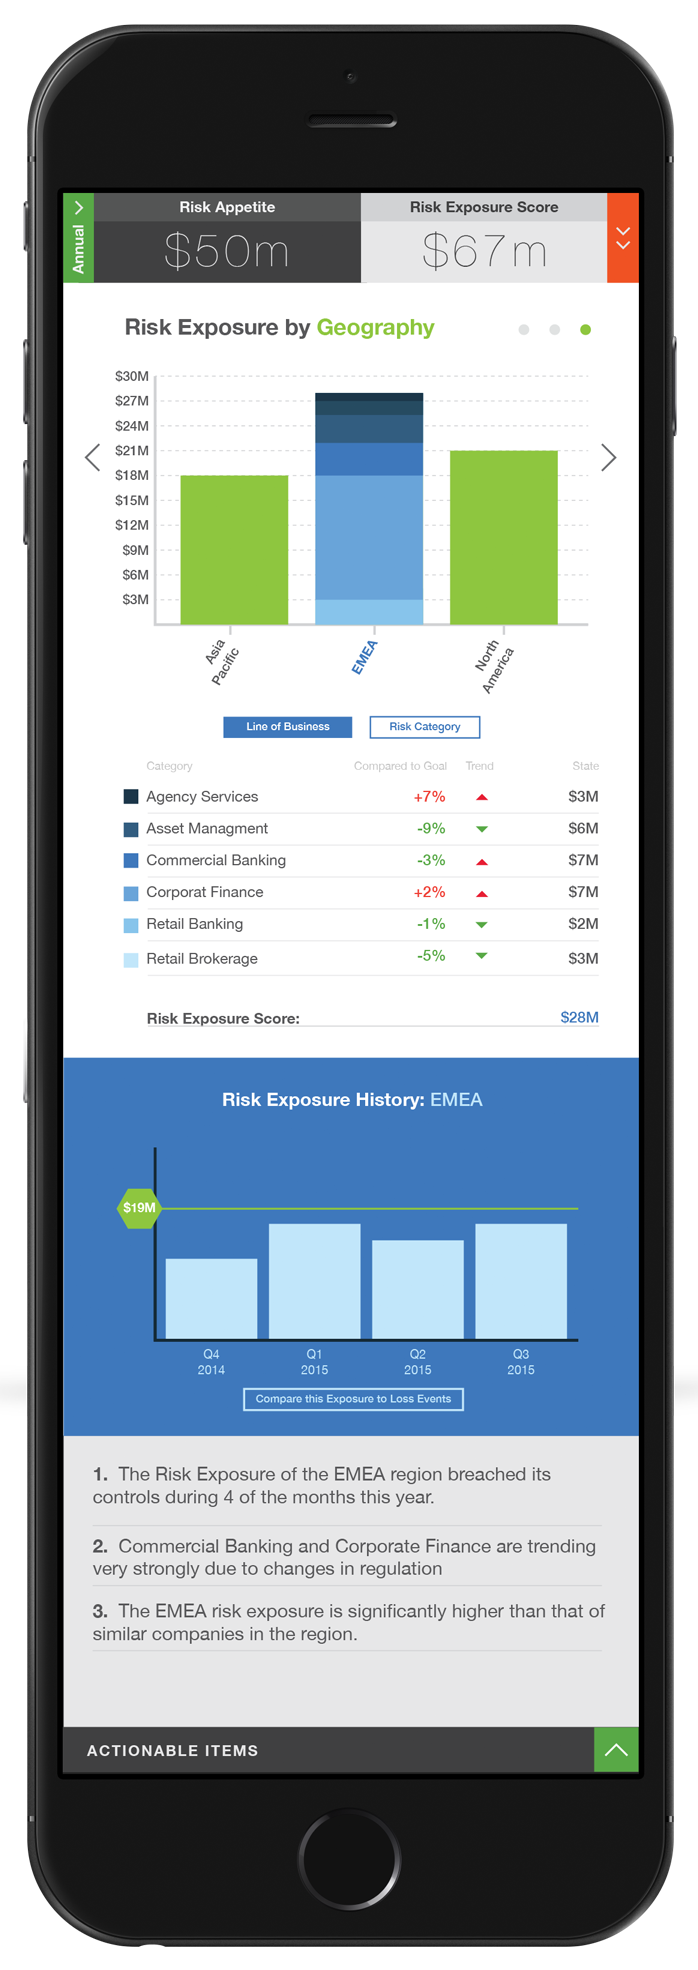 Annual
Risk Appetite
$50m
Risk Exposure Score
$67m
Risk Exposure by Geography
$30M
$27M
$24M
$21M
$18M
$15M
$12M
$9M
$6M
$3M
Asia
Pacific
EMEA
North
America
Line of Business
Risk Category
Category Compared to Goal Trend State
Agency Services +7% $3M
Asset Managment -9% $6M
Commercial Banking -3% $7M
Corporat Finance +2% $7M
Retail Banking -1% $2M
Retail Brokerage -5% $3M
Risk Exposure Score: $28M
Risk Exposure History: EMEA
$19M
Q4 Q1 Q2 Q3
2014 2015 2015 2015
Compare this Exposure to Loss Events
1. The Risk Exposure of the EMEA region breached its
controls during 4 of the months this year.
2. Commercial Banking and Corporate Finance are trending
very strongly due to changes in regulation
3. The EMEA risk exposure is significantly higher than that of
similar companies in the region.
ACTIONABLE ITEMS